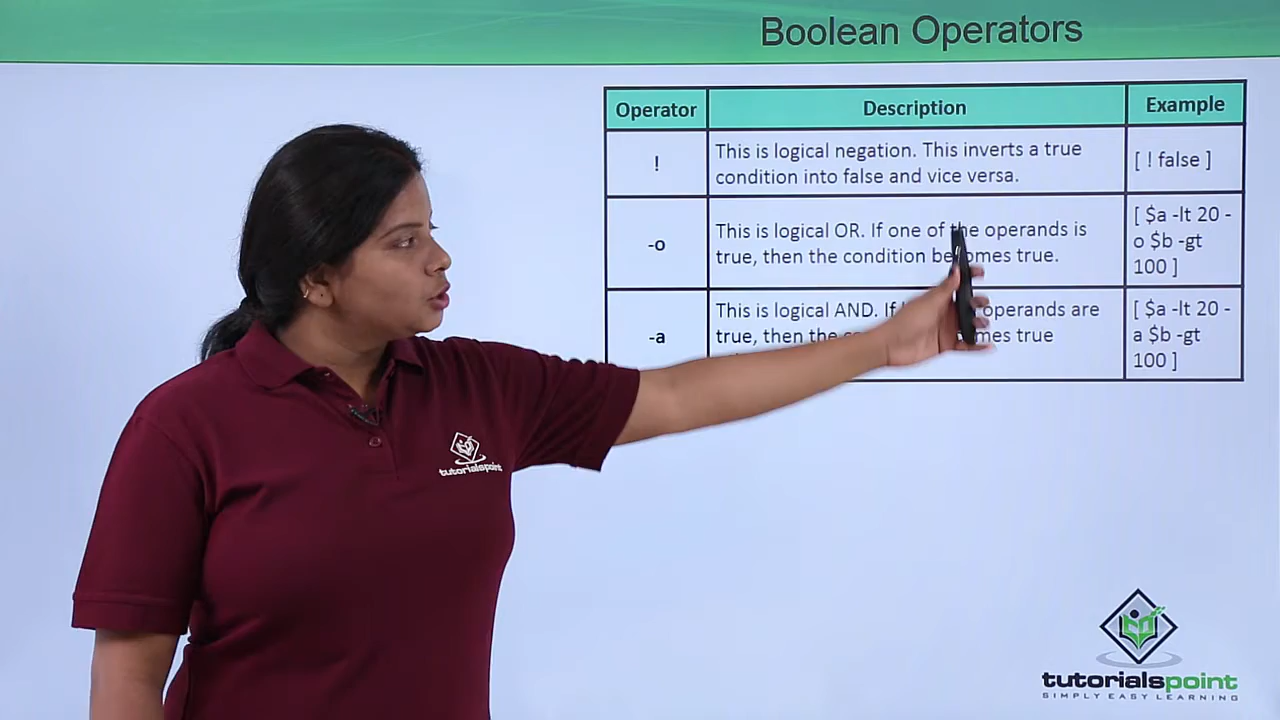 Boolean Operators
Operator
Description
Example
!
This is logical negation. This inverts a true
condition into false and vice versa.
[ ! false ]
-o
This is logical OR. If one of the operands is
true, then the condition becomes true.
[ $a -lt 20 -
o $b -gt
100 ]
-a
This is logical AND. If operands are
true, then the true
[ $a -lt 20 -
a $b -gt
100 ]
tutorialspoint
tutorialspoint
SIMPLY EASY LEARNING